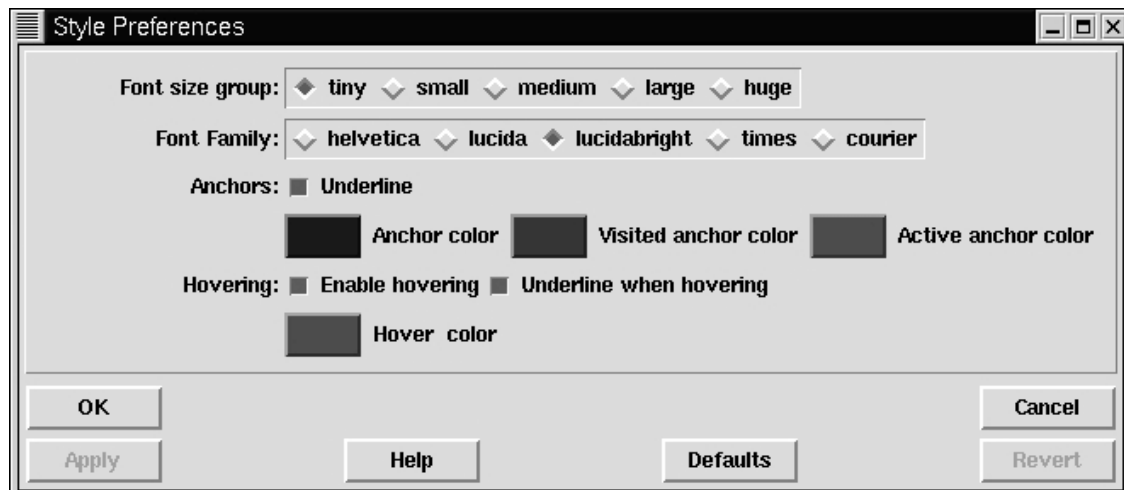 Style Preferences
Font size group: tiny small medium large huge
Font Family: helvetica lucida lucidabright times courier
Anchors: Underline
Anchor color Visited anchor color Active anchor color
Hovering: Enable hovering Underline when hovering
Hover color
OK Cancel
Apply Help Defaults Revert